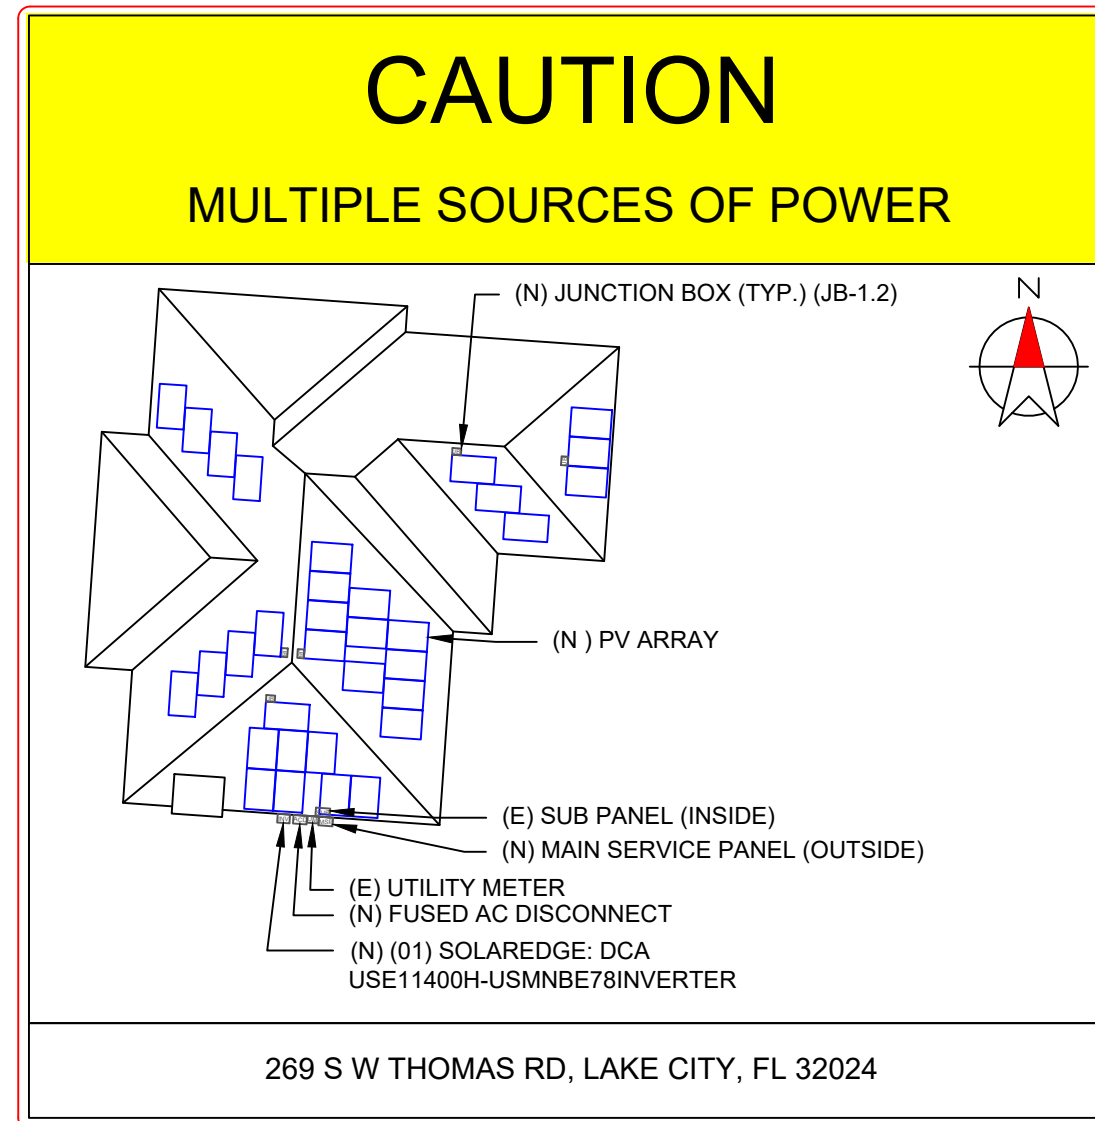 CAUTION
MULTIPLE SOURCES OF POWER
(N) JUNCTION BOX (TYP.) (JB-1.2)
N
(N ) PV ARRAY
(E) SUB PANEL (INSIDE)
(N) MAIN SERVICE PANEL (OUTSIDE)
INV
(E) UTILITY METER
(N) FUSED AC DISCONNECT
(N) (01) SOLAREDGE: DCA
USE11400H-USMNBE78INVERTER
269 S W THOMAS RD, LAKE CITY, FL 32024